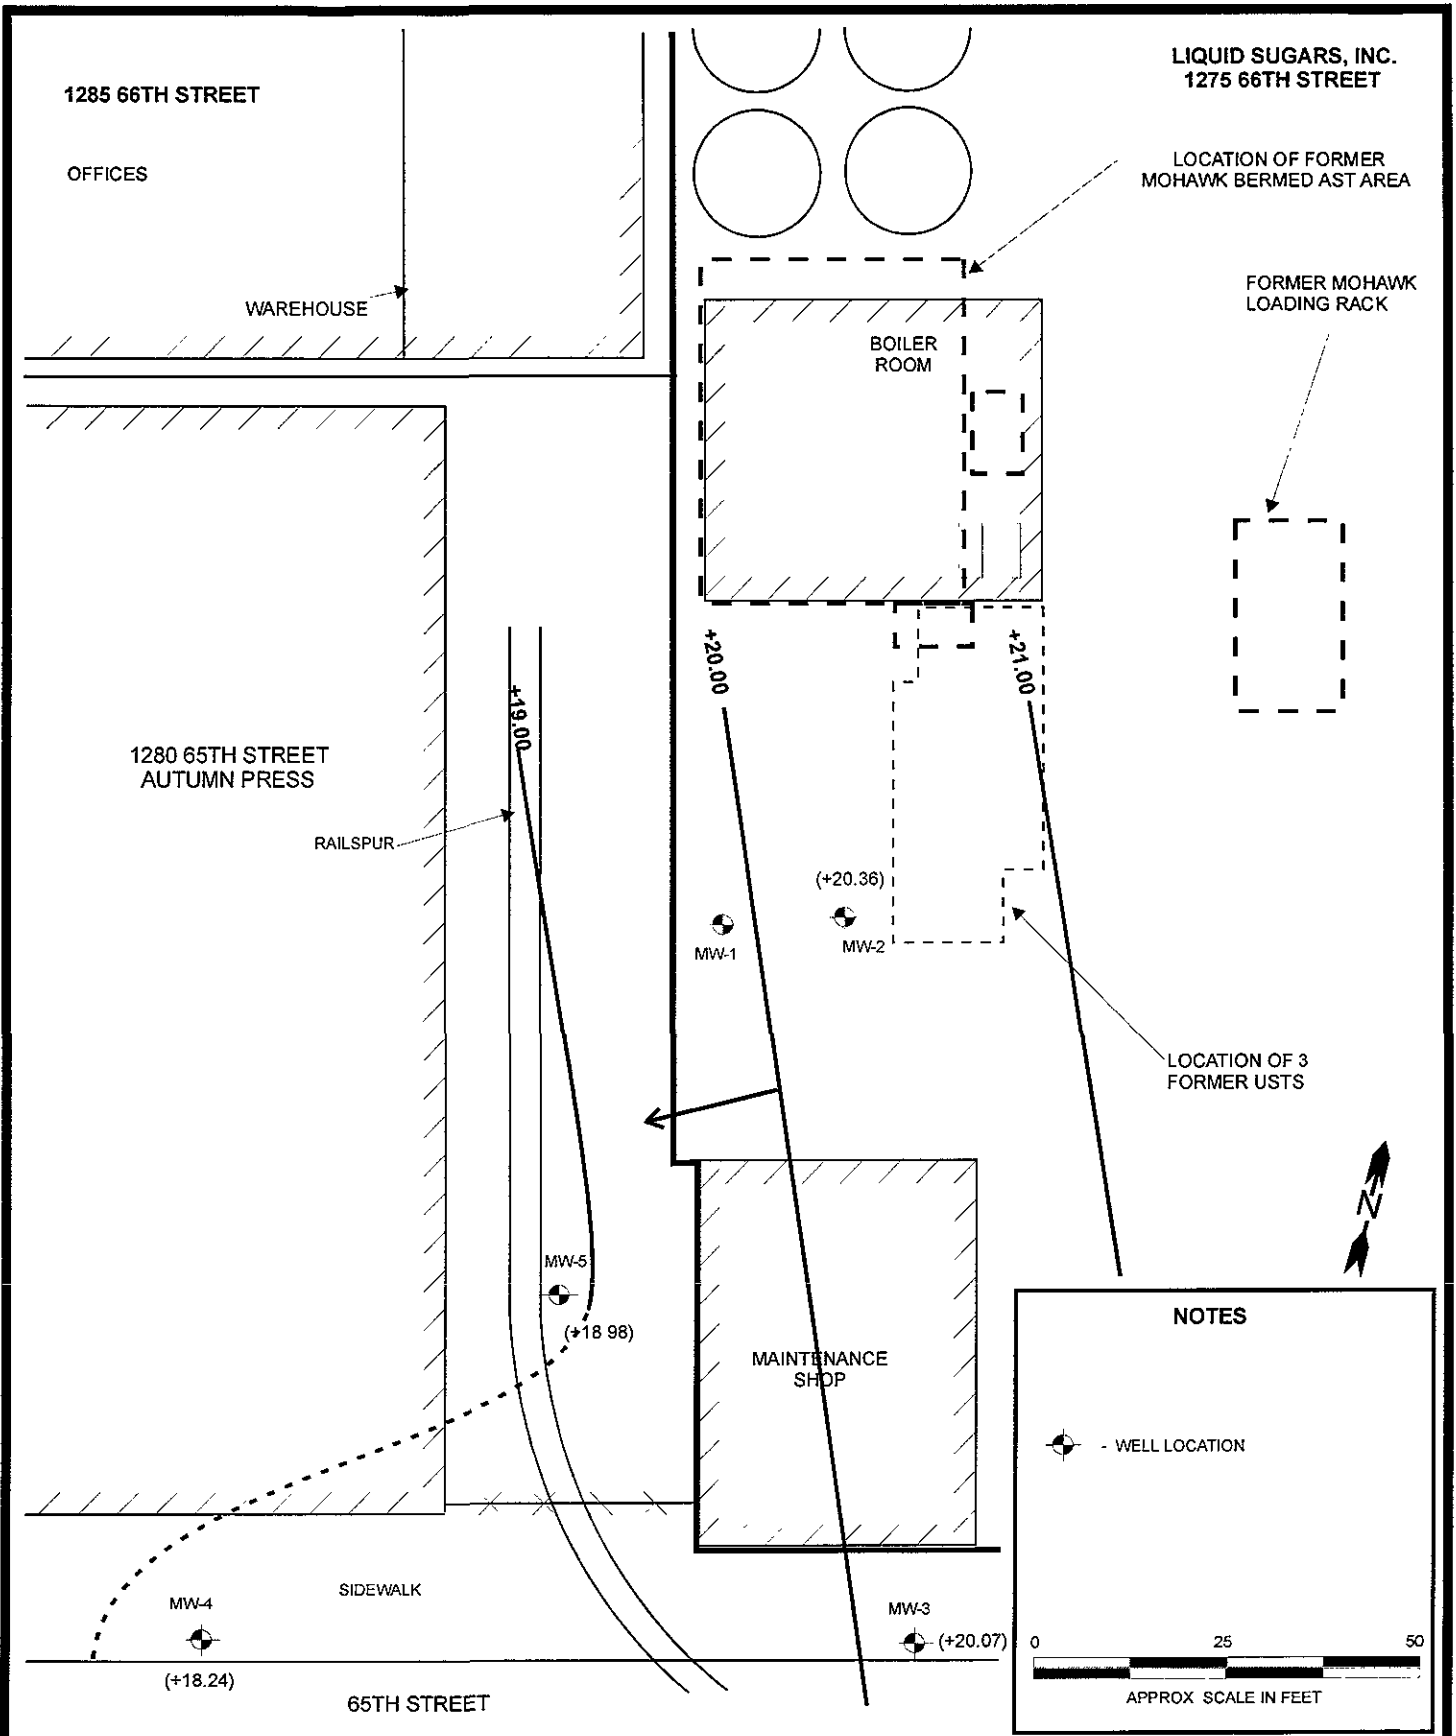 LIQUID SUGARS, INC.
1275 66TH STREET
1285 66TH STREET
OFFICES
LOCATION OF FORMER
MOHAWK BERMED AST AREA
FORMER MOHAWK
LOADING RACK
WAREHOUSE
BOILER
ROOM
+20.00
+21.00
+19.00
1280 65TH STREET
AUTUMN PRESS
RAILSPUR
(+20.36)
MW-1
MW-2
LOCATION OF 3
FORMER USTS
N
MW-5
(+18 98)
NOTES
MAINTENANCE
SHOP
- WELL LOCATION
SIDEWALK
MW-4
MW-3
(+20.07)
(+18.24)
0 25 50
APPROX SCALE IN FEET
65TH STREET